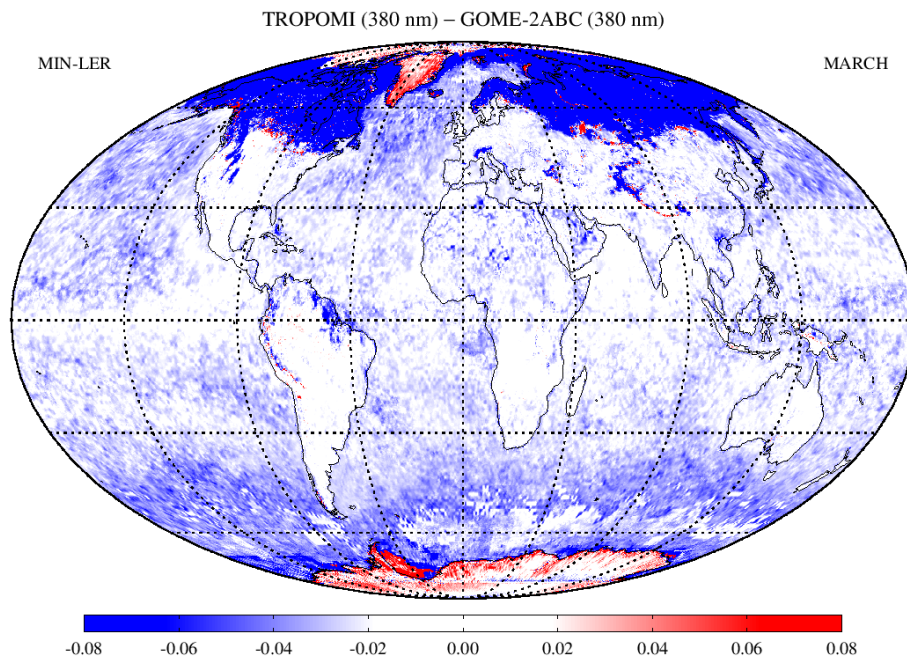 TROPOMI (380 nm) – GOME-2ABC (380 nm)
MIN-LER
MARCH
-0.08 -0.06 -0.04 -0.02 0.00 0.02 0.04 0.06 0.08